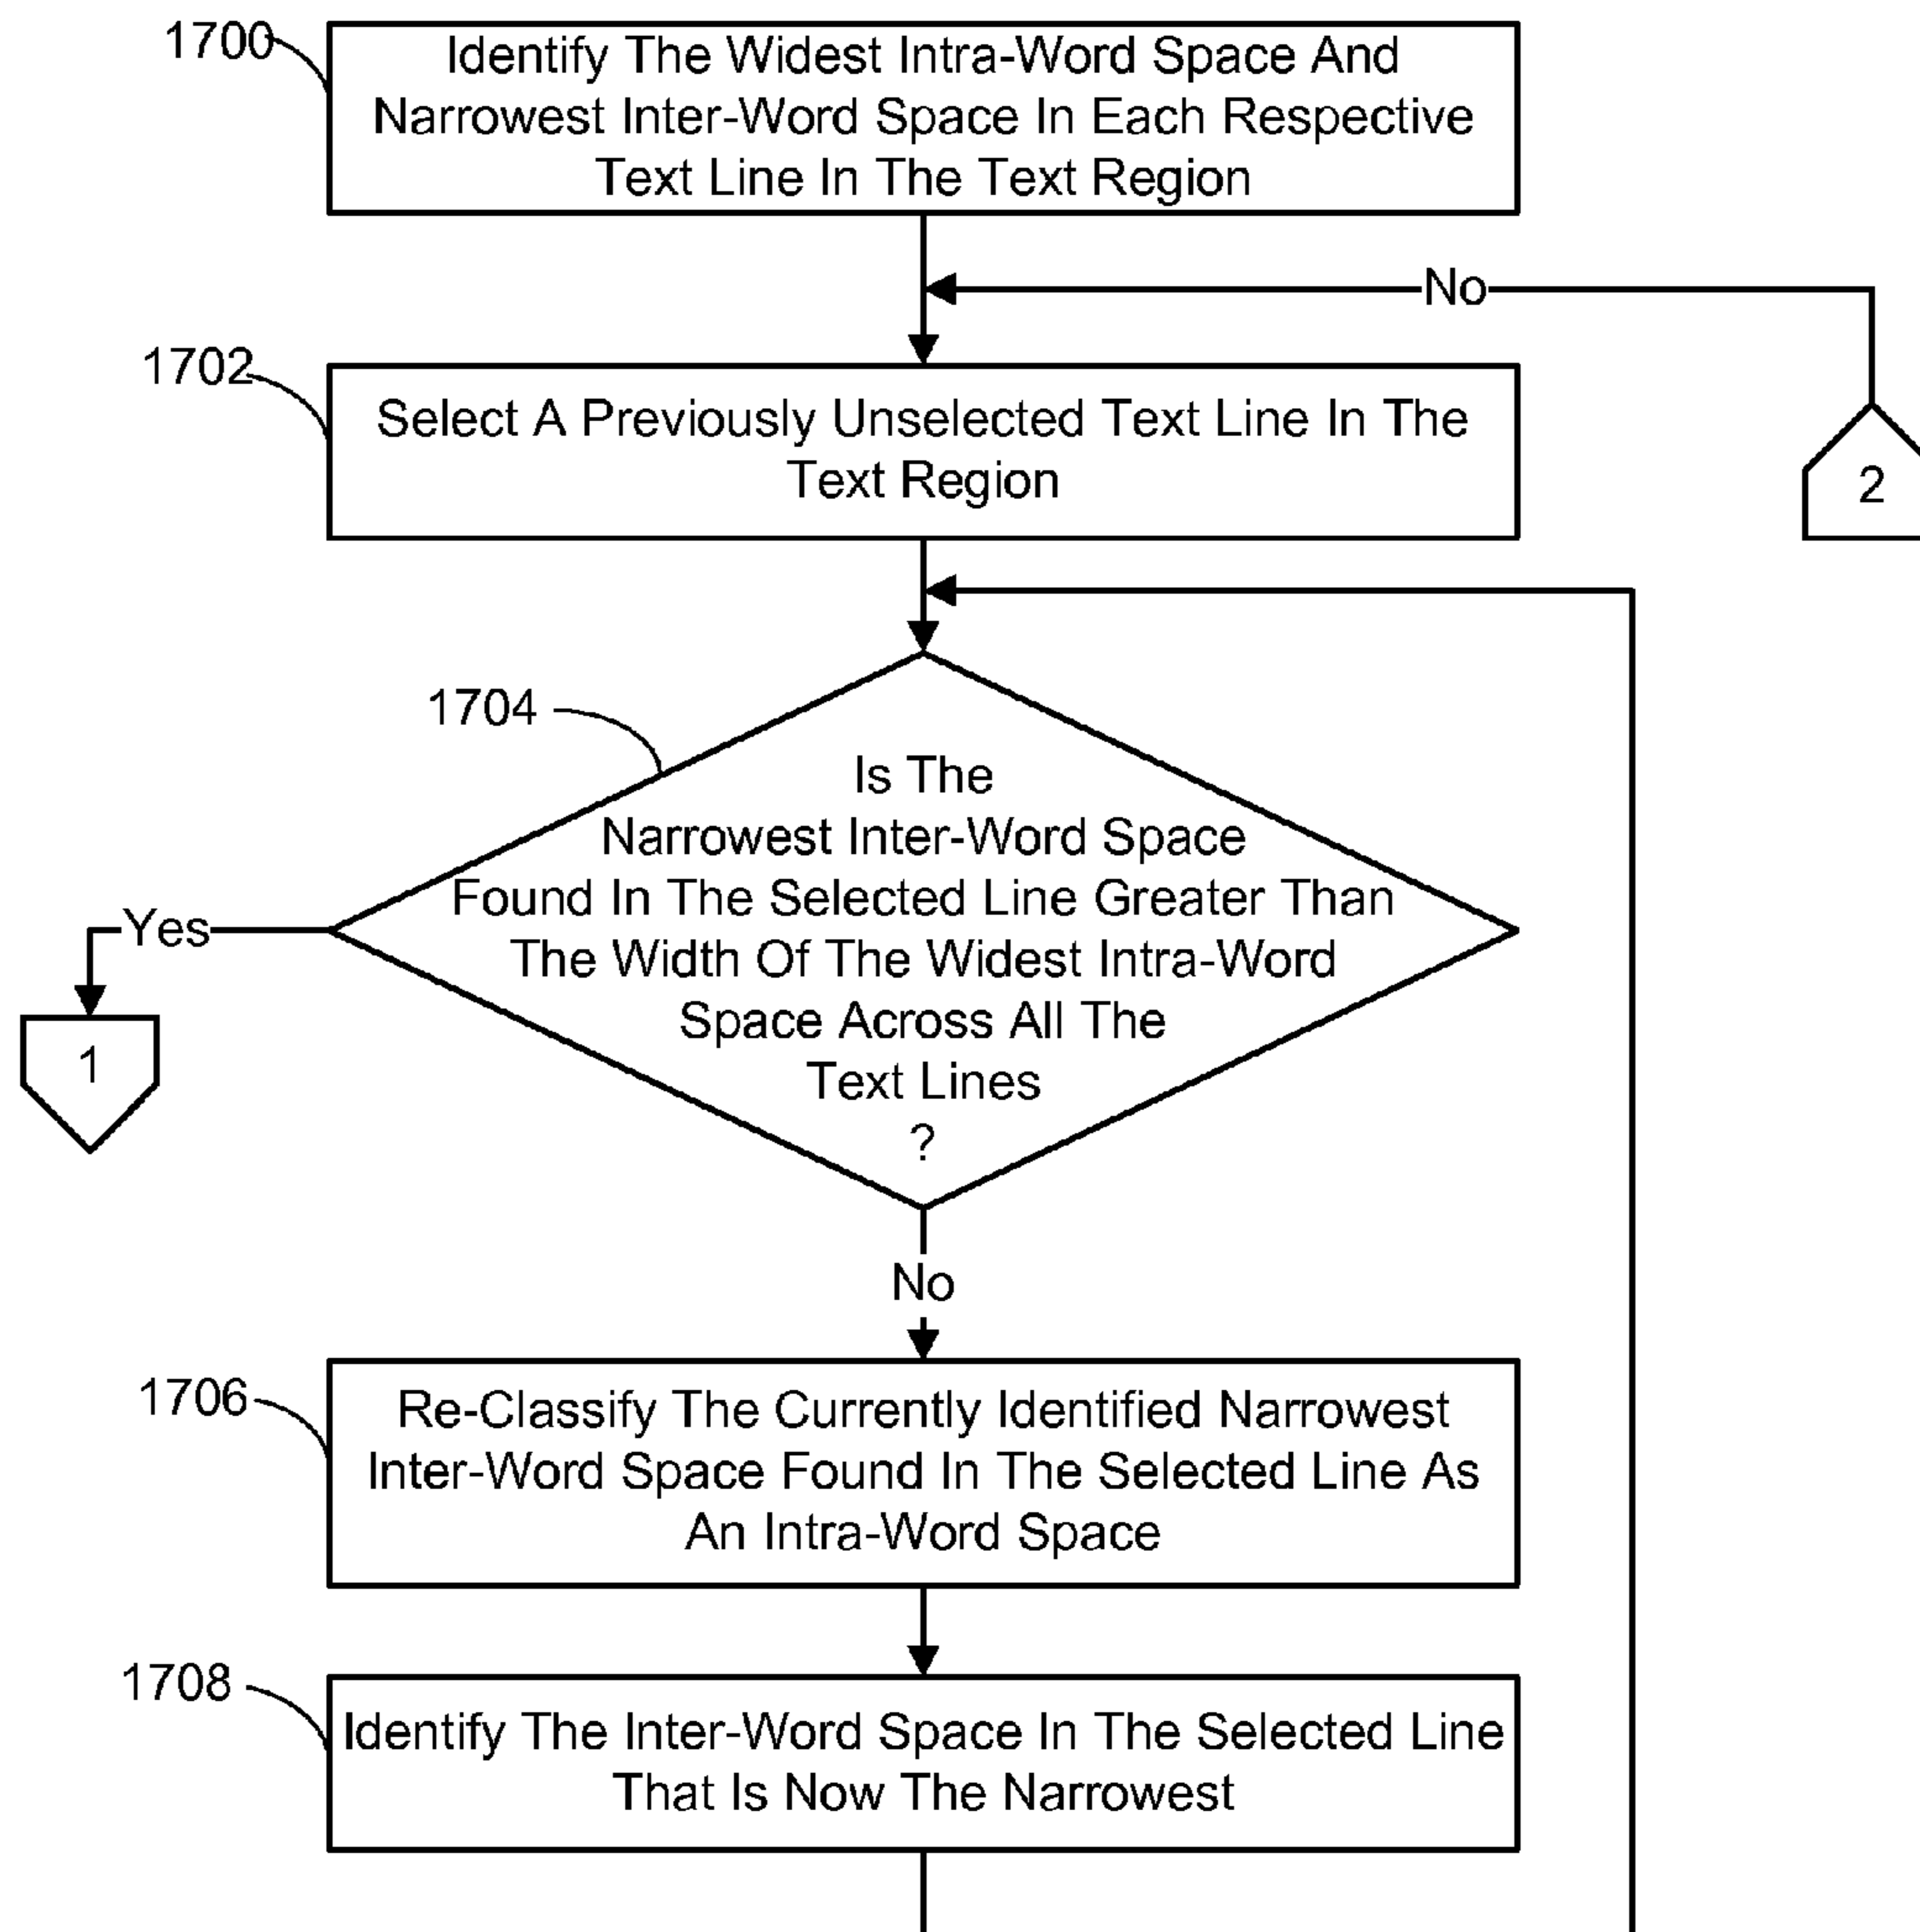 1700
Identify The Widest Intra-Word Space And
Narrowest Inter-Word Space In Each Respective
Text Line In The Text Region
No
1702
Select A Previously Unselected Text Line In The
Text Region
2
1704
Is The
Narrowest Inter-Word Space
Found In The Selected Line Greater Than
The Width Of The Widest Intra-Word
Space Across All The
Text Lines
?
Yes
1
No
1706
Re-Classify The Currently Identified Narrowest
Inter-Word Space Found In The Selected Line As
An Intra-Word Space
1708
Identify The Inter-Word Space In The Selected Line
That Is Now The Narrowest